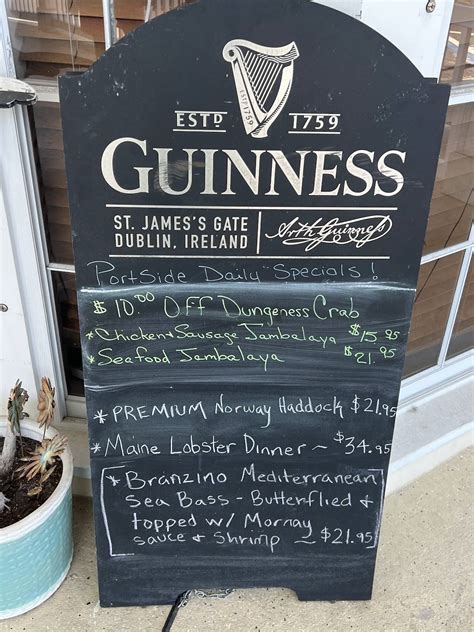 ESTD 1759
GUINNESS
ST. JAMES'S GATE
DUBLIN, IRELAND
Arth Guinness
PortSide Daily Specials!
$10.00 Off Dungeness Crab
*Chicken & Sausage Jambalaya $15.95
*Seafood Jambalaya $21.95
*PREMIUM Norway Haddock $21.95
*Maine Lobster Dinner ~ $34.95
*Branzino Mediterranean
Sea Bass - Butterflied &
topped w/ Mornay
sauce & Shrimp ~ $21.95